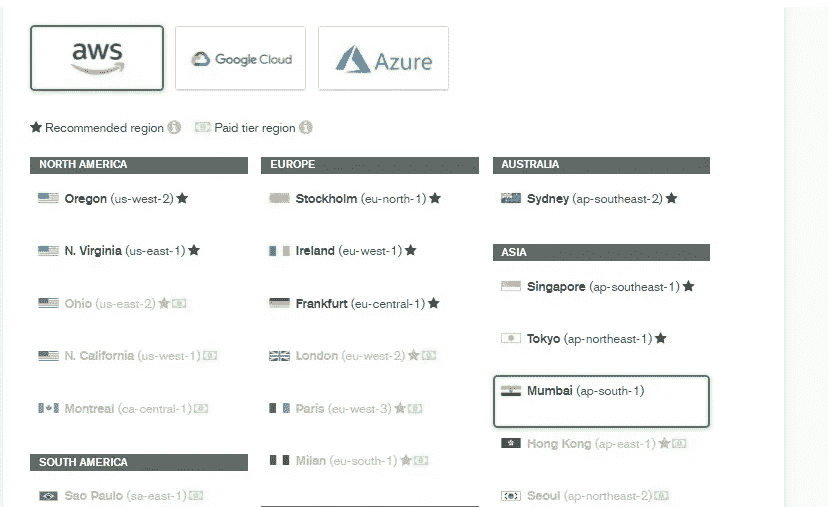 aws
Google Cloud
Azure
★ Recommended region Paid tier region
NORTH AMERICA
Oregon (us-west-2) ★
N. Virginia (us-east-1) ★
Ohio (us-east-2) ★
N. California (us-west-1)
Montreal (ca-central-1)
SOUTH AMERICA
Sao Paulo (sa-east-1)
EUROPE
Stockholm (eu-north-1) ★
Ireland (eu-west-1) ★
Frankfurt (eu-central-1) ★
London (eu-west-2) ★
Paris (eu-west-3) ★
Milan (eu-south-1) ★
AUSTRALIA
Sydney (ap-southeast-2) ★
ASIA
Singapore (ap-southeast-1) ★
Tokyo (ap-northeast-1) ★
Mumbai (ap-south-1)
Hong Kong (ap-east-1) ★
Seoul (ap-northeast-2)